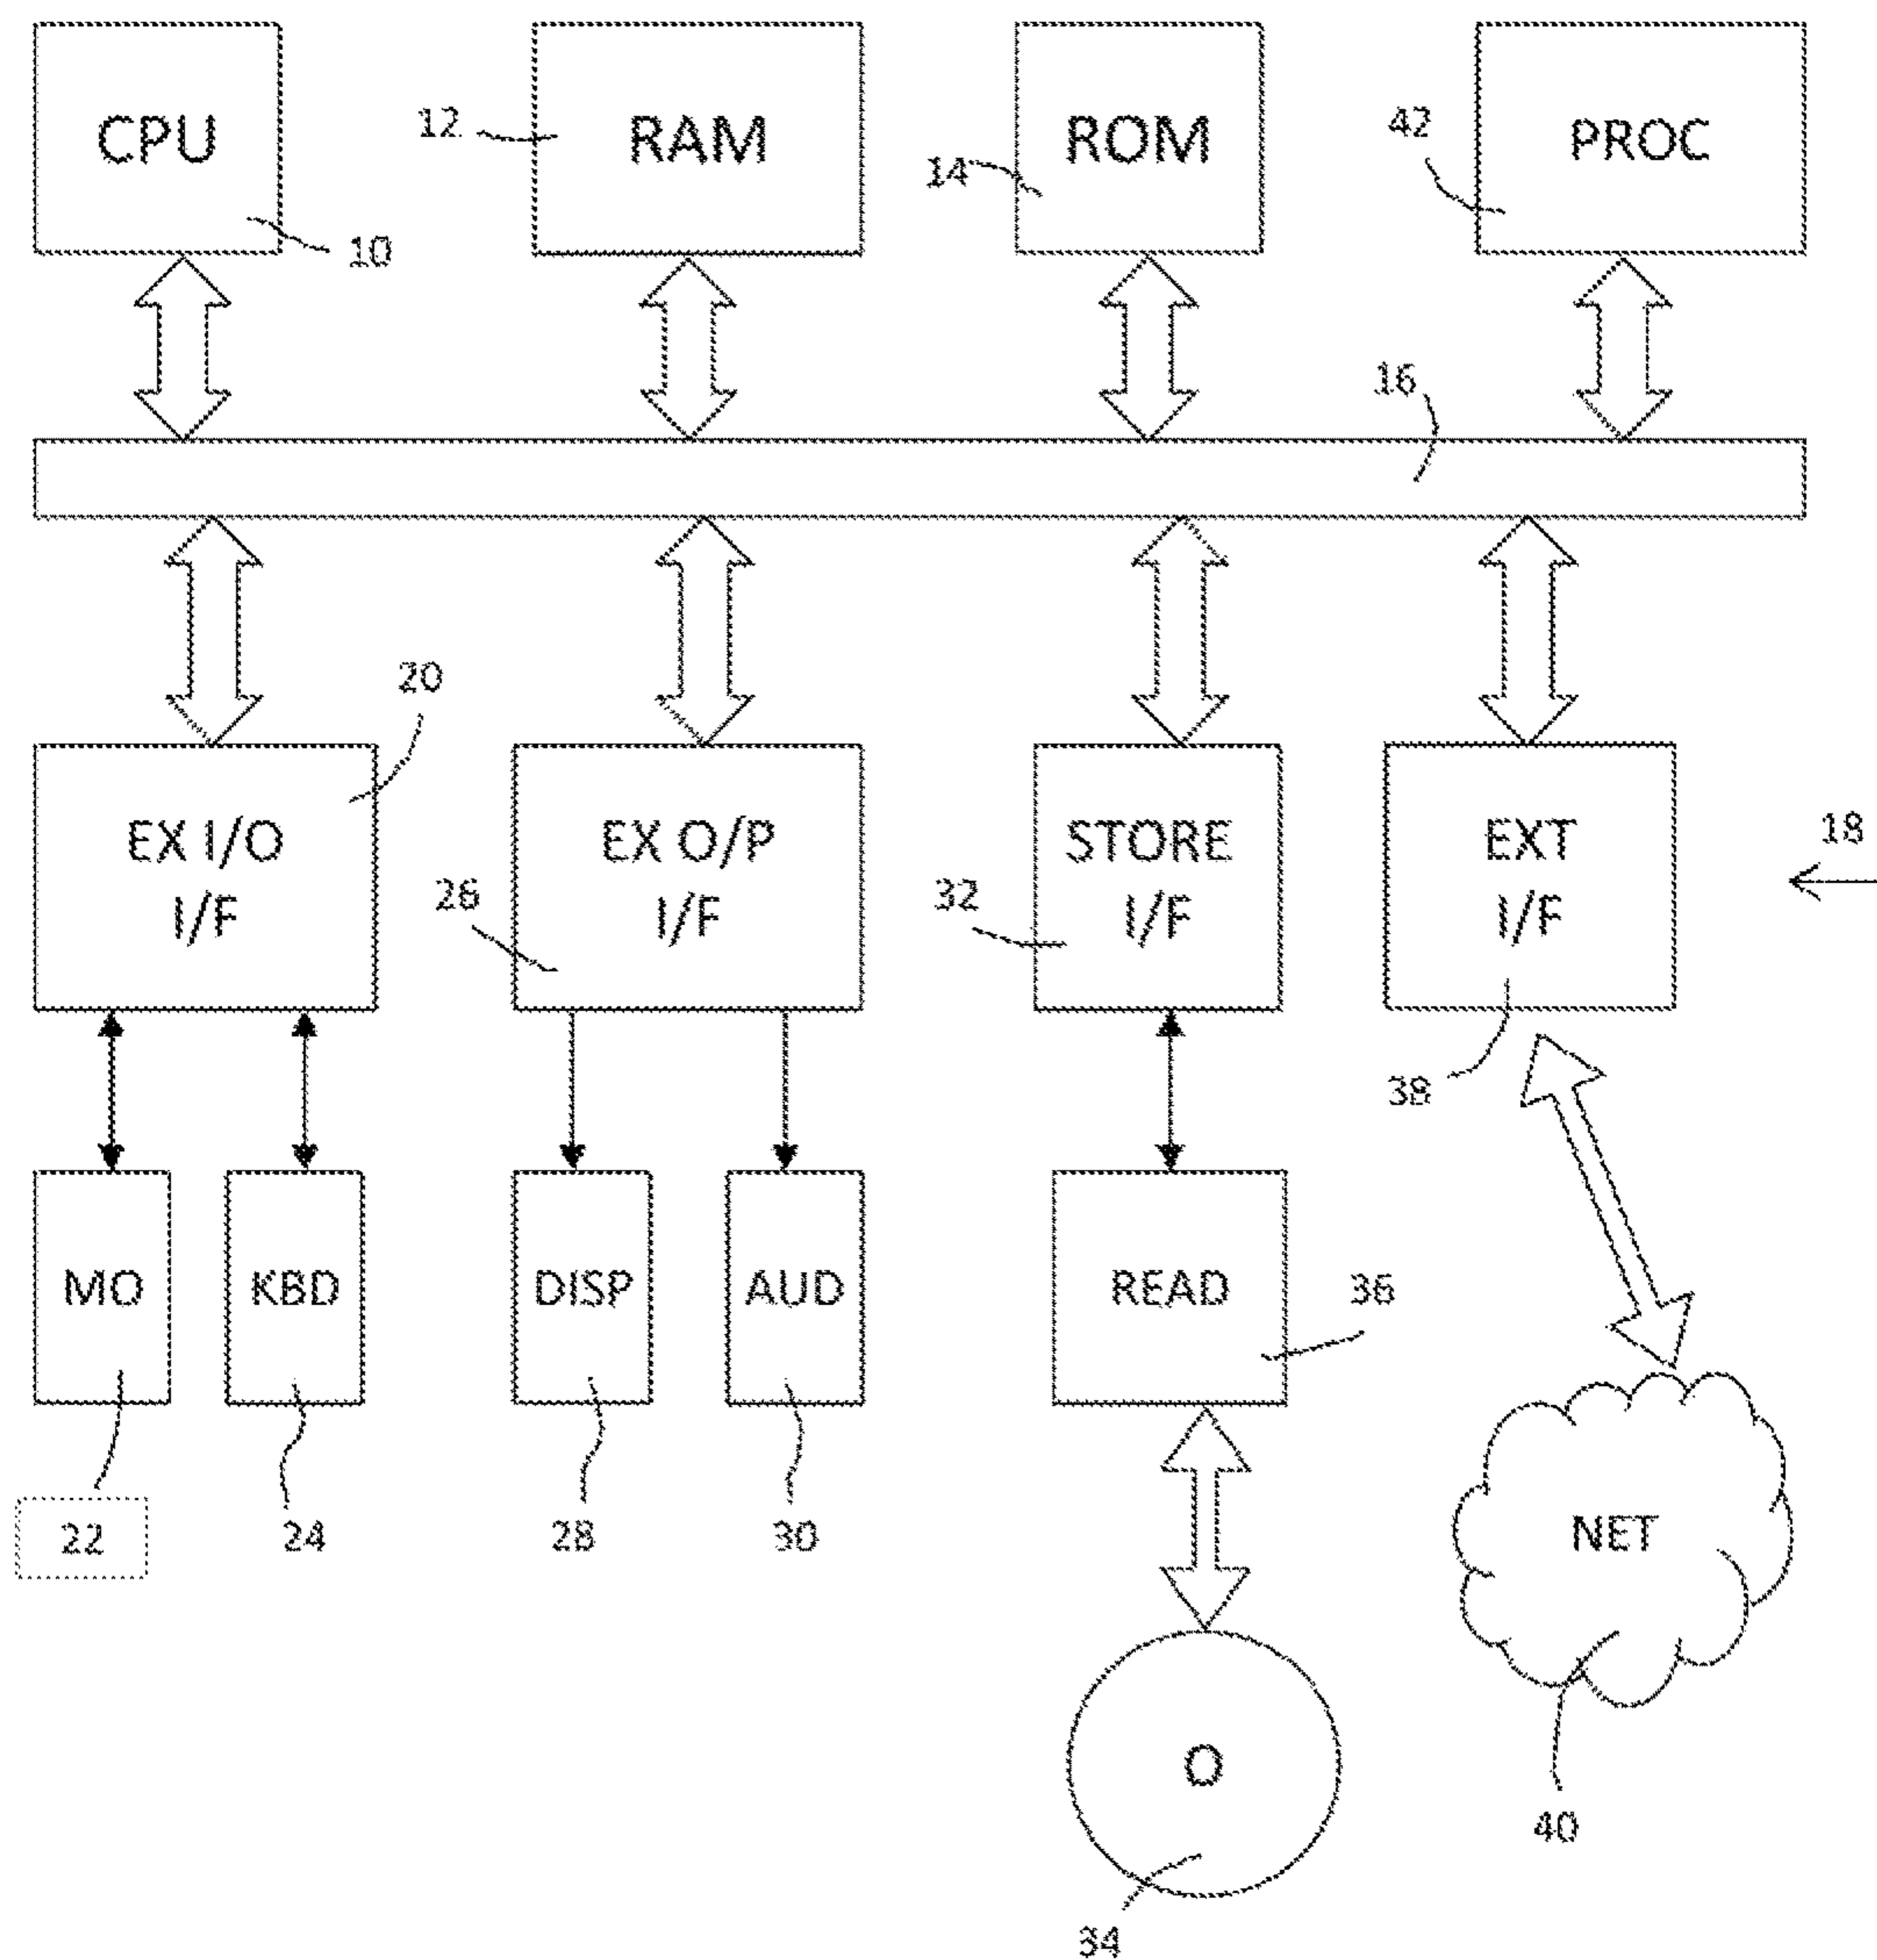 CPU
RAM
ROM
PROC
10
12
14
42
16
20
EX I/O
I/F
EX O/P
I/F
26
STORE
I/F
32
EXT
I/F
18
38
MO
KBD
DISP
AUD
READ
36
22
24
28
30
NET
O
40
34